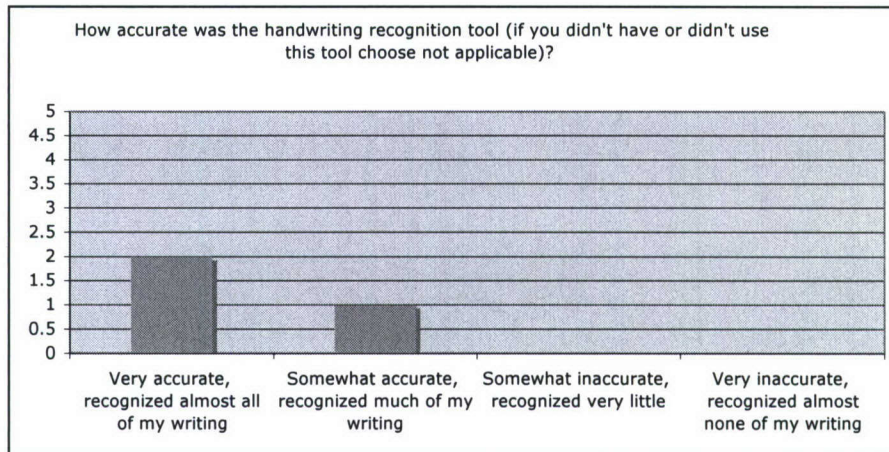 How accurate was the handwriting recognition tool (if you didn't have or didn't use
this tool choose not applicable)?
5
4.5
4
3.5
3
2.5
2
1.5
1
0.5
0
Very accurate,
recognized almost all
of my writing
Somewhat accurate,
recognized much of my
writing
Somewhat inaccurate,
recognized very little
Very inaccurate,
recognized almost
none of my writing